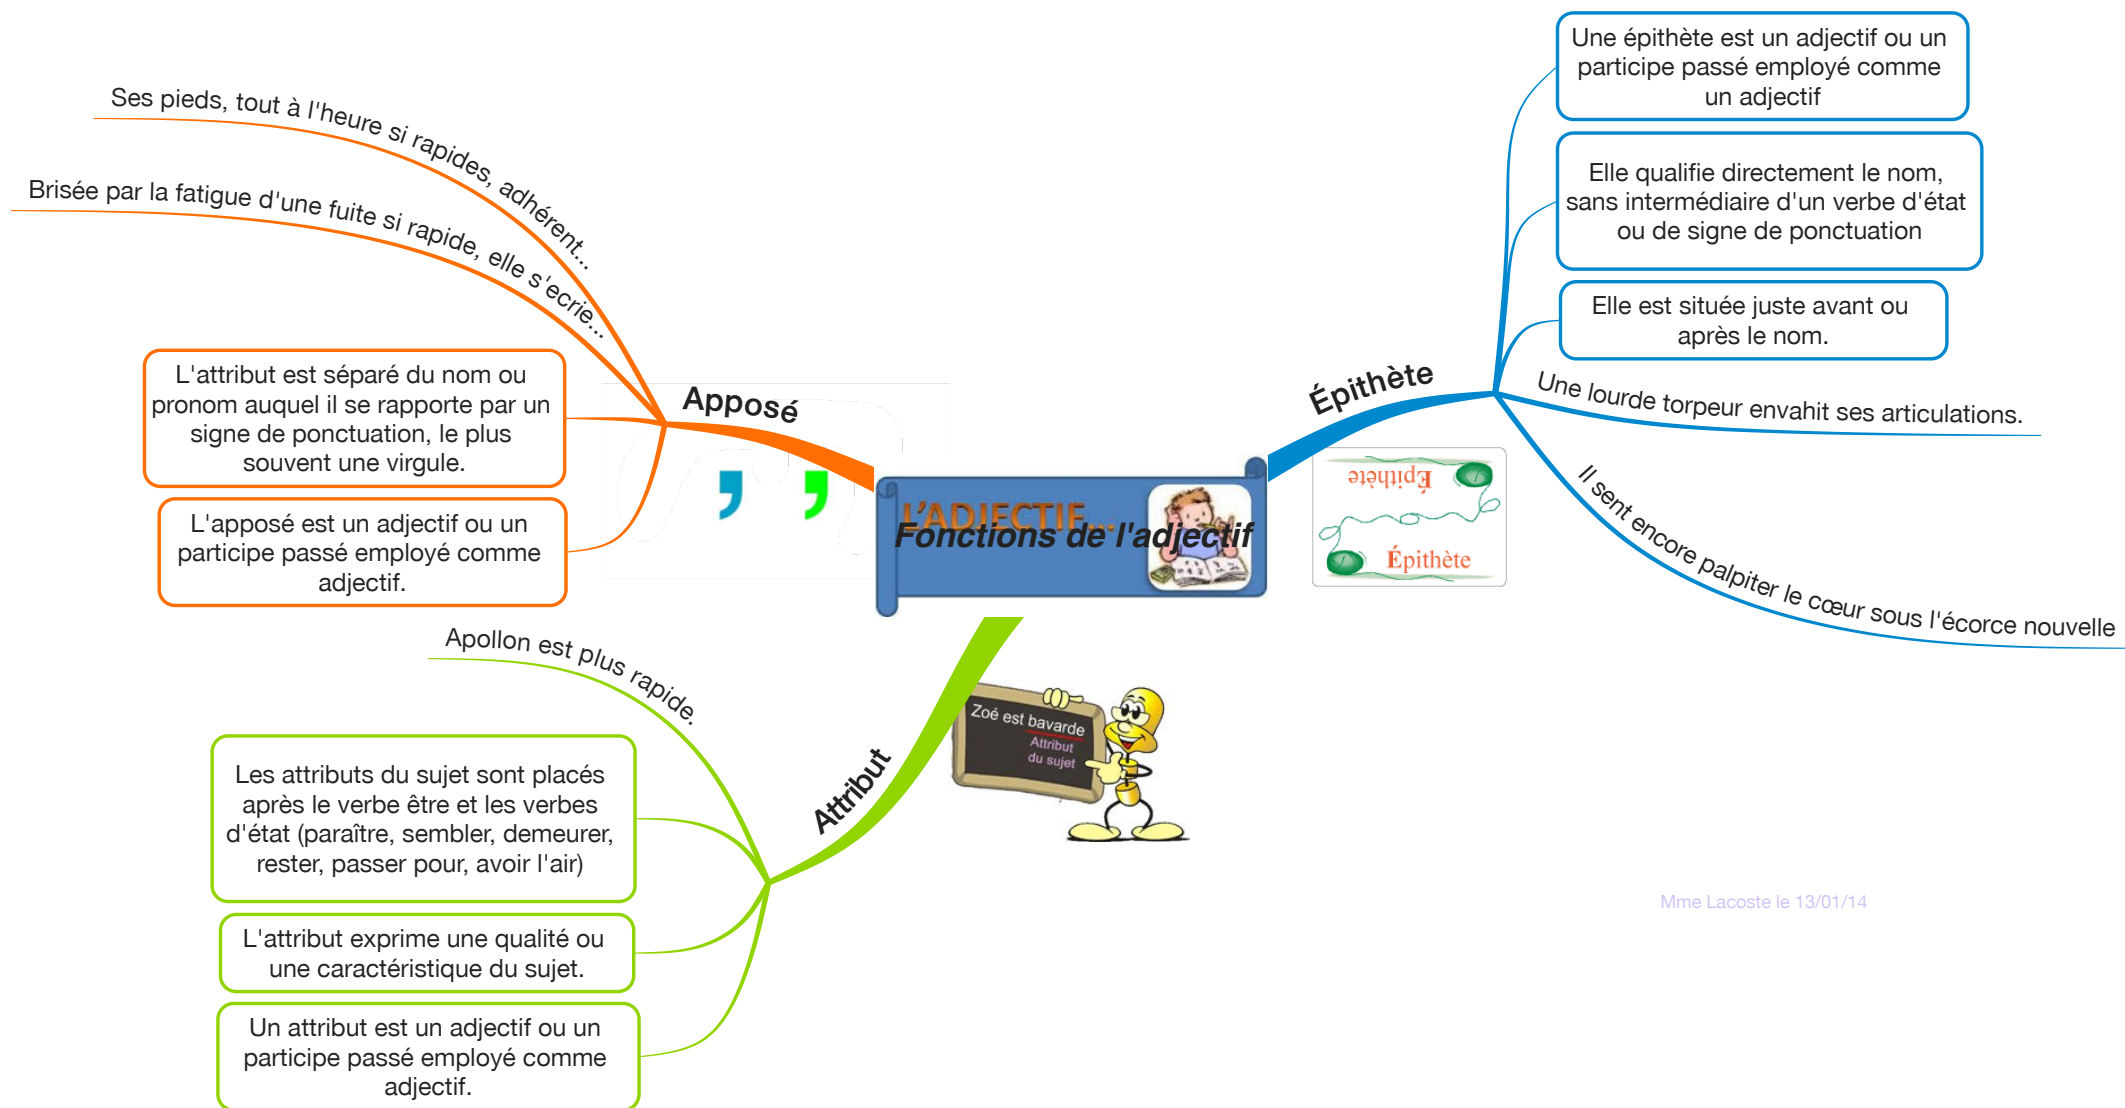 Une épithète est un adjectif ou un
participe passé employé comme
un adjectif
Elle qualifie directement le nom,
sans intermédiaire d'un verbe d'état
ou de signe de ponctuation
Elle est située juste avant ou
après le nom.
Une lourde torpeur envahit ses articulations.
Il sent encore palpiter le cœur sous l'écorce nouvelle
Épithète
Épithète
Épithète
Ses pieds, tout à l'heure si rapides, adhérent...
Brisée par la fatigue d'une fuite si rapide, elle s'ecrie...
L'attribut est séparé du nom ou
pronom auquel il se rapporte par un
signe de ponctuation, le plus
souvent une virgule.
L'apposé est un adjectif ou un
participe passé employé comme
adjectif.
Apposé
, ,
L'ADJECTIF...
Fonctions de l'adjectif
Apollon est plus rapide.
Les attributs du sujet sont placés
après le verbe être et les verbes
d'état (paraître, sembler, demeurer,
rester, passer pour, avoir l'air)
L'attribut exprime une qualité ou
une caractéristique du sujet.
Un attribut est un adjectif ou un
participe passé employé comme
adjectif.
Attribut
Zoé est bavarde
Attribut
du sujet
Mme Lacoste le 13/01/14